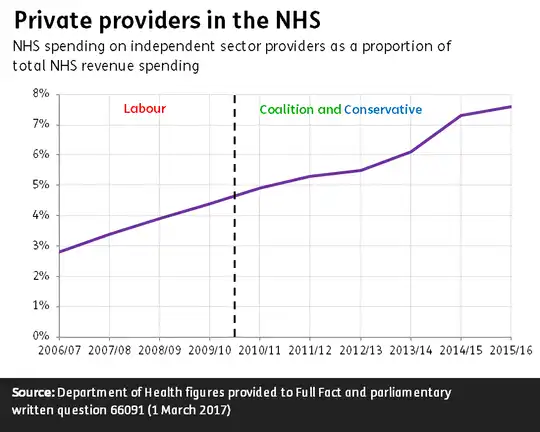 Private providers in the NHS
NHS spending on independent sector providers as a proportion of
total NHS revenue spending
8%
Labour
Coalition and Conservative
7%
6%
5%
4%
3%
2%
1%
0%
2006/07 2007/08 2008/09 2009/10 2010/11 2011/12 2012/13 2013/14 2014/15 2015/16
Source: Department of Health figures provided to Full Fact and parliamentary
written question 66091 (1 March 2017)